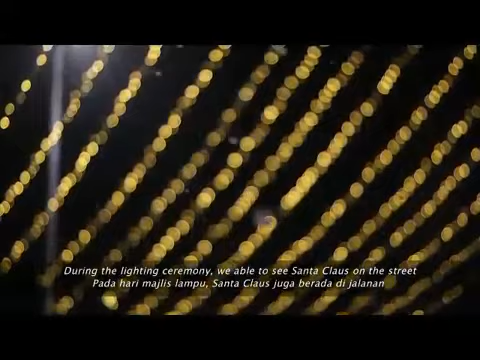 During the lighting ceremony, we able to see Santa Claus on the street
Pada hari majlis lampu, Santa Claus juga berada di jalanan